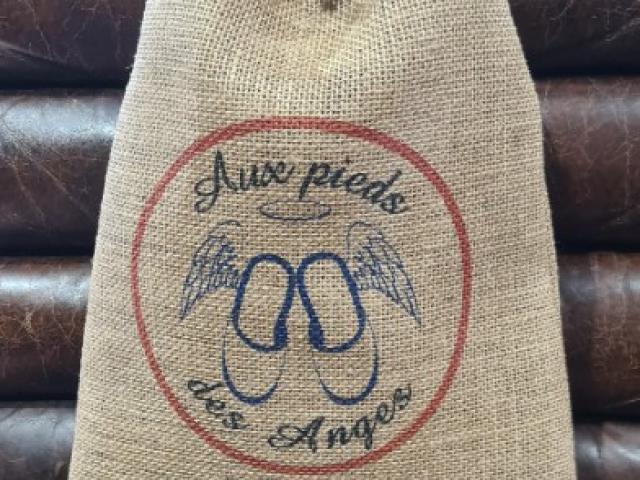 Aux pieds
des Anges